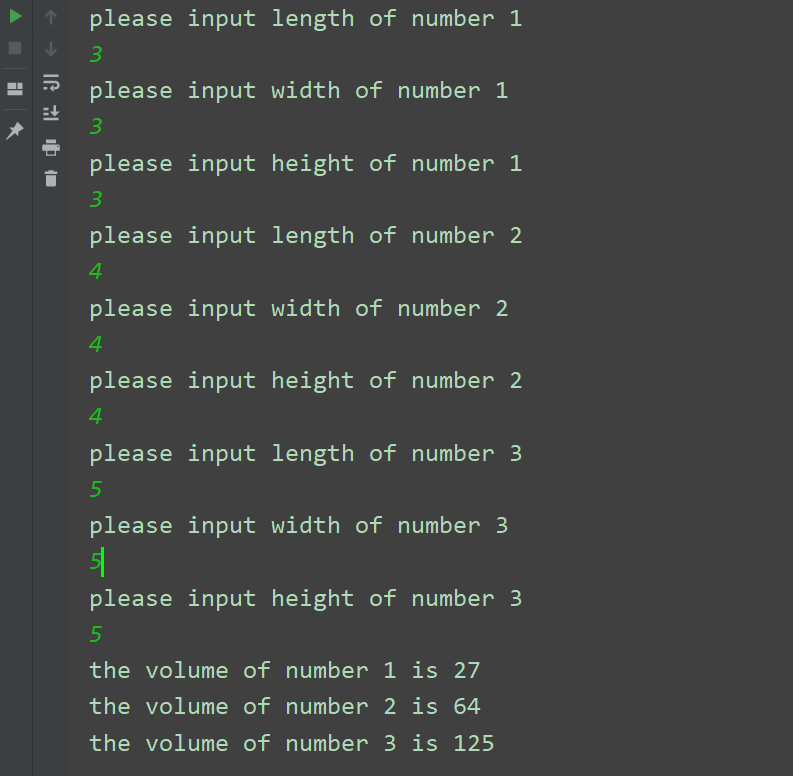 please input length of number 1
3
please input width of number 1
3
please input height of number 1
3
please input length of number 2
4
please input width of number 2
4
please input height of number 2
4
please input length of number 3
5
please input width of number 3
5
please input height of number 3
5
the volume of number 1 is 27
the volume of number 2 is 64
the volume of number 3 is 125